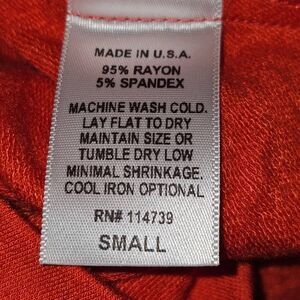 MADE IN U.S.A.
95% RAYON
5% SPANDEX
MACHINE WASH COLD.
LAY FLAT TO DRY
MAINTAIN SIZE OR
TUMBLE DRY LOW
MINIMAL SHRINKAGE.
COOL IRON OPTIONAL
RN# 114739
SMALL